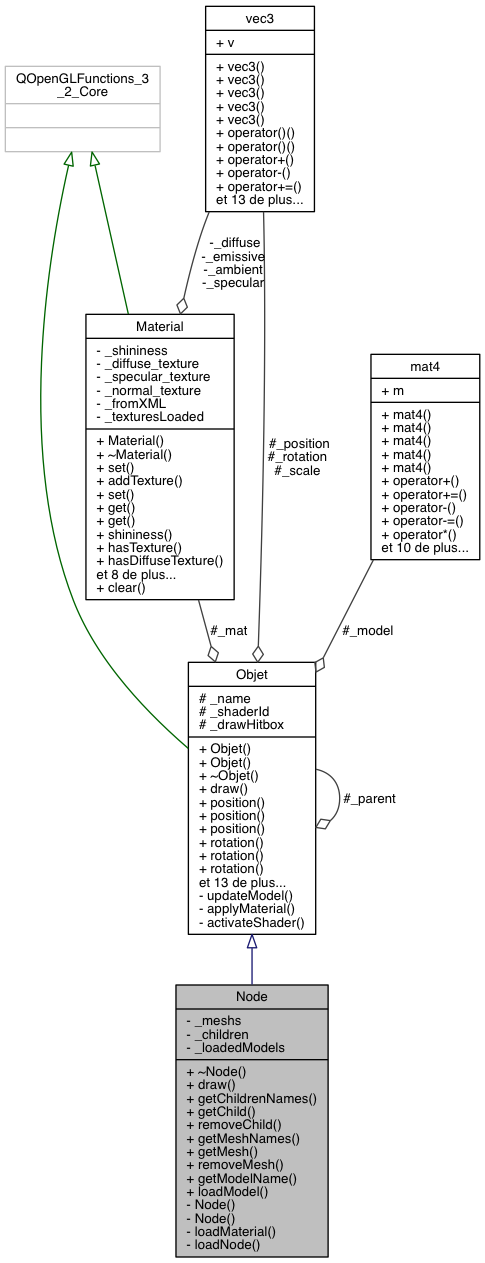 vec3
+ v
+ vec3()
+ vec3()
+ vec3()
+ vec3()
+ vec3()
+ operator()()
+ operator()()
+ operator+()
+ operator-()
+ operator+=()
et 13 de plus...
QOpenGLFunctions_3
_2_Core
-_diffuse
-_emissive
-_ambient
-_specular
Material
- _shininess
- _diffuse_texture
- _specular_texture
- _normal_texture
- _fromXML
- _texturesLoaded
+ Material()
+ ~Material()
+ set()
+ addTexture()
+ set()
+ get()
+ get()
+ shininess()
+ hasTexture()
+ hasDiffuseTexture()
et 8 de plus...
+ clear()
#_position
#_rotation
#_scale
mat4
+ m
+ mat4()
+ mat4()
+ mat4()
+ mat4()
+ mat4()
+ operator+()
+ operator+=()
+ operator-()
+ operator-=()
+ operator*()
et 10 de plus...
#_mat
#_model
Objet
# _name
# _shaderId
# _drawHitbox
+ Objet()
+ Objet()
+ ~Objet()
+ draw()
+ position()
+ position()
+ position()
+ rotation()
+ rotation()
+ rotation()
et 13 de plus...
- updateModel()
- applyMaterial()
- activateShader()
#_parent
Node
- _meshs
- _children
- _loadedModels
+ ~Node()
+ draw()
+ getChildrenNames()
+ getChild()
+ removeChild()
+ getMeshNames()
+ getMesh()
+ removeMesh()
+ getModelName()
+ loadModel()
- Node()
- Node()
- loadMaterial()
- loadNode()